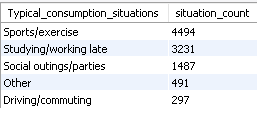 Typical_consumption_situations situation_count
Sports/exercise 4494
Studying/working late 3231
Social outings/parties 1487
Other 491
Driving/commuting 297